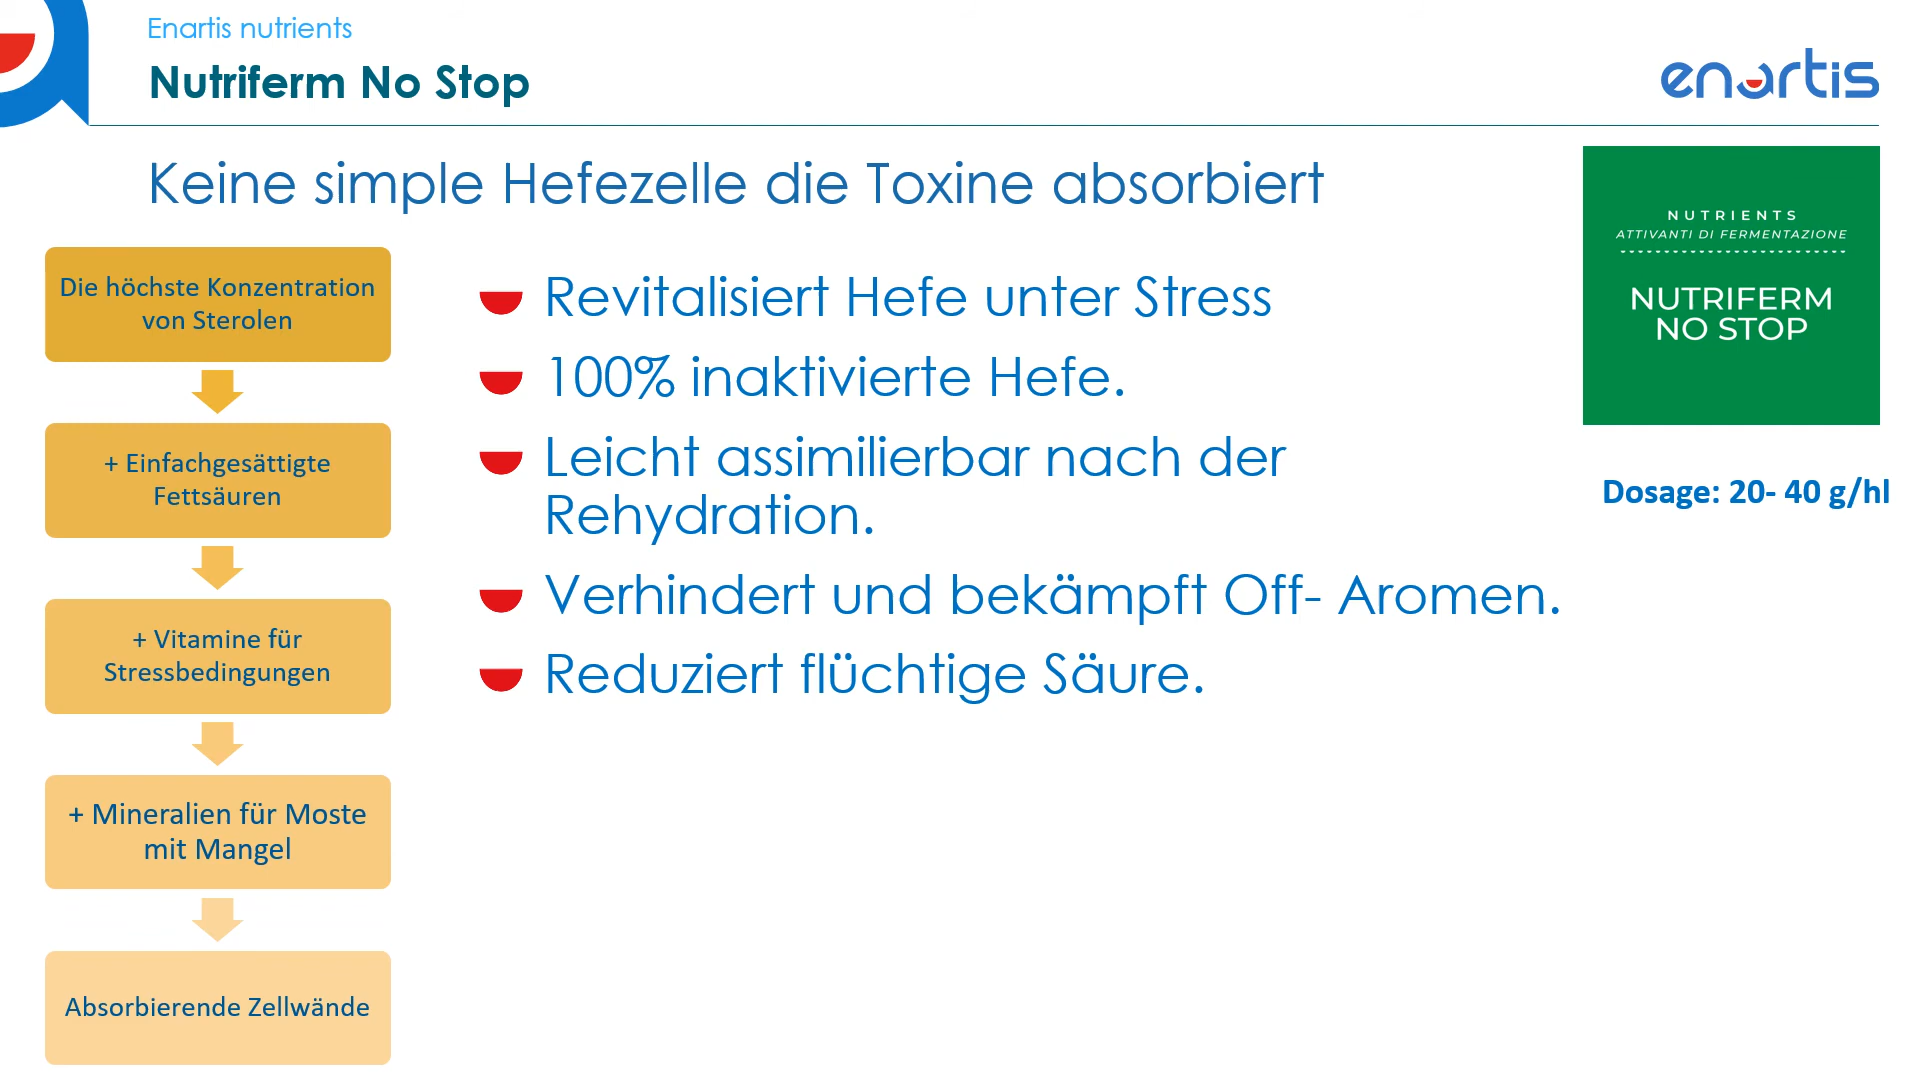 Enartis nutrients
Nutriferm No Stop
enartis
Keine simple Hefezelle die Toxine absorbiert
Die höchste Konzentration
von Sterolen
+ Einfachgesättigte
Fettsäuren
+ Vitamine für
Stressbedingungen
+ Mineralien für Moste
mit Mangel
Absorbierende Zellwände
Revitalisiert Hefe unter Stress
100% inaktivierte Hefe.
Leicht assimilierbar nach der
Rehydration.
Verhindert und bekämpft Off- Aromen.
Reduziert flüchtige Säure.
NUTRIENTS
ATTIVANTI DI FERMENTAZIONE
NUTRIFERM
NO STOP
Dosage: 20- 40 g/hl